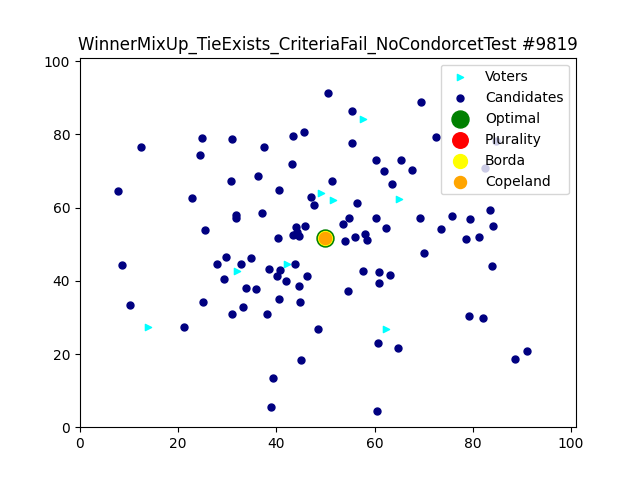 WinnerMixUp_TieExists_CriteriaFail_NoCondorcetTest #9819
Voters
Candidates
Optimal
Plurality
Borda
Copeland
100
80
60
40
20
0
0
20
40
60
80
100